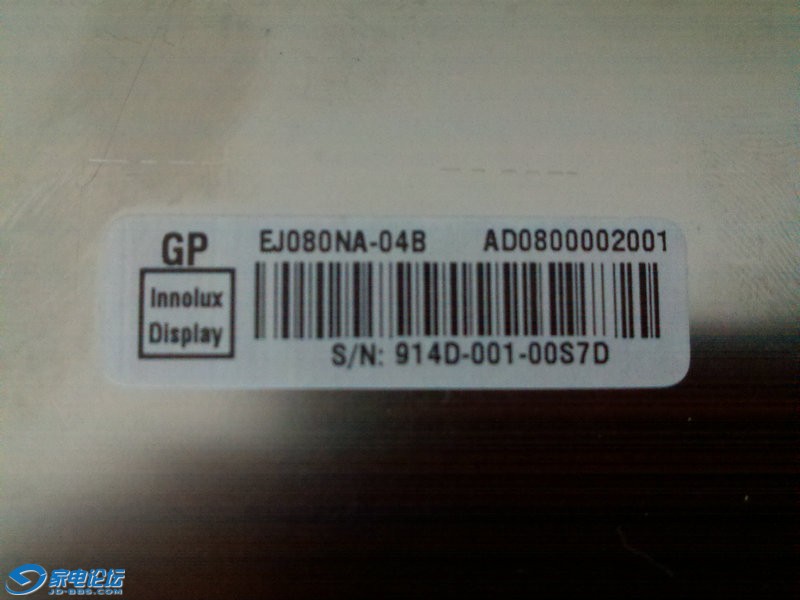 GP
EJ080NA-04B AD0800002001
Innolux
Display
S/N: 914D-001-00S7D
家电论坛
JD-BBS.COM